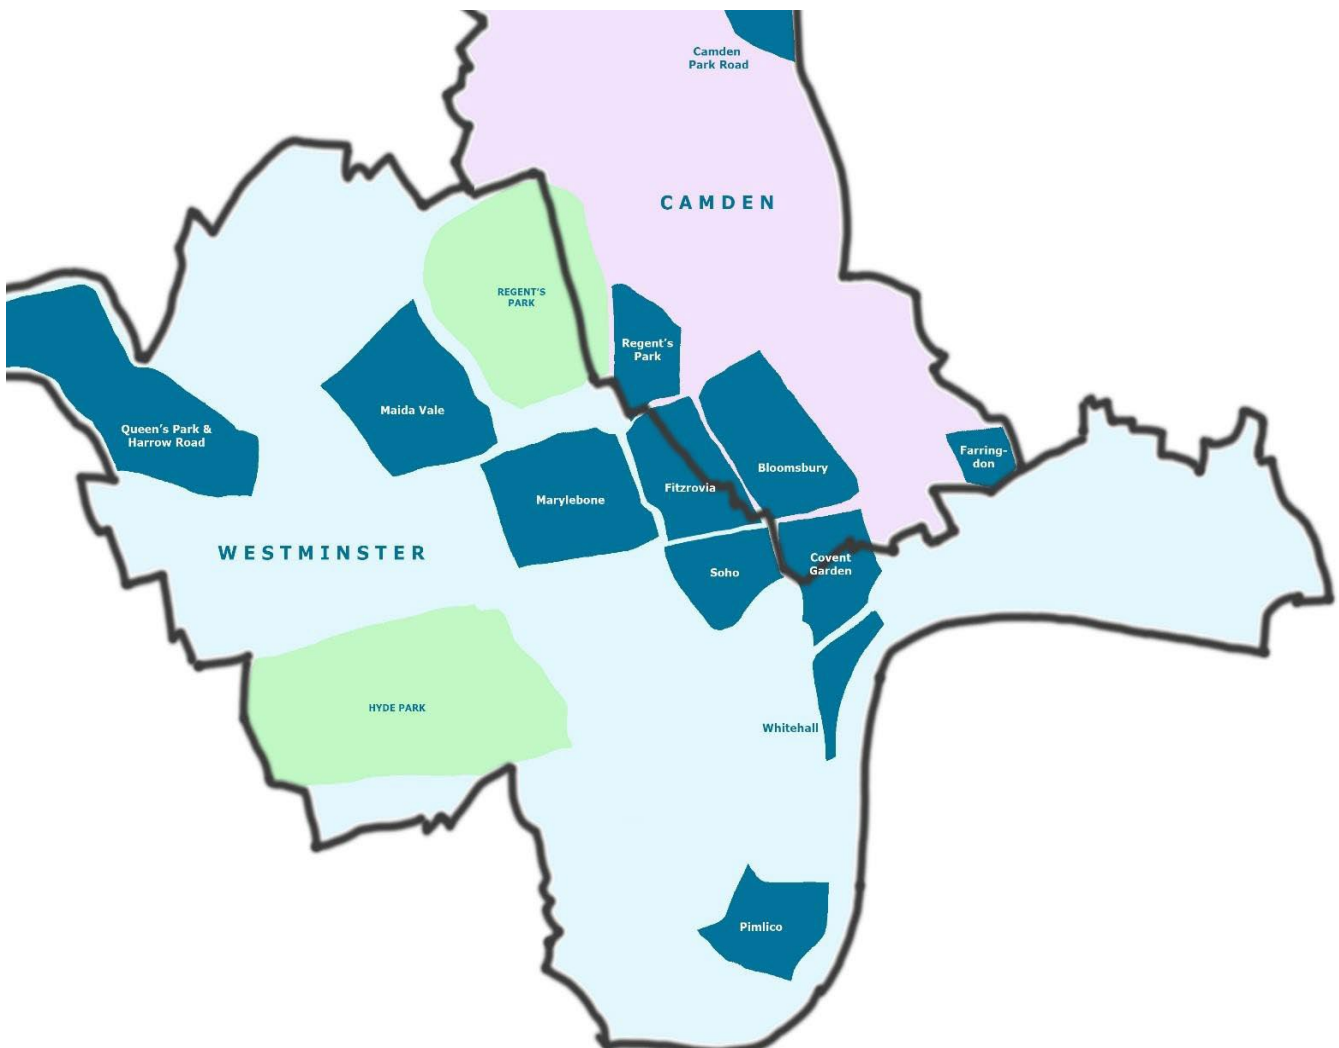 Camden
Park Road
CAMDEN
REGENT'S
PARK
Regent's
Park
Maida Vale
Queen's Park &
Harrow Road
Farring-
don
Bloomsbury
Fitzrovia
Marylebone
WESTMINSTER
Covent
Garden
Soho
HYDE PARK
Whitehall
Pimlico